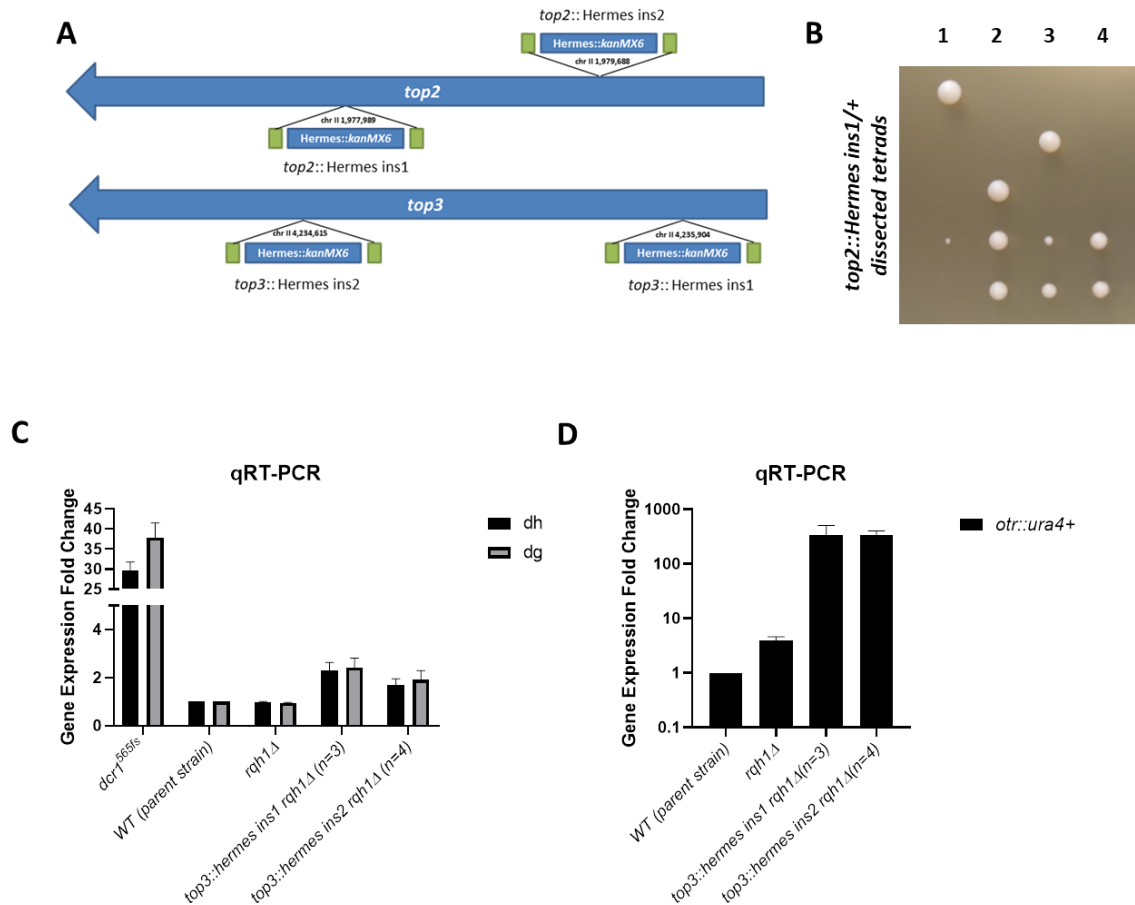 A
top2::Hermes ins2
Hermes::kanMX6
chr II 1,979,688
top2
chr II 1,977,989
Hermes::kanMX6
top2:: Hermes ins1
top3
chr II 4,234,615
Hermes::kanMX6
top3:: Hermes ins2
chr II 4,235,904
Hermes::kanMX6
top3:: Hermes ins1
B
1 2 3 4
top2::Hermes ins1/+
dissected tetrads
C
qRT-PCR
Gene Expression Fold Change
45
40
35
30
25
4
2
0
dh
dg
dcr1565fs
WT (parent strain)
rqh1Δ
top3::hermes ins1 rqh1Δ (n=3)
top3::hermes ins2 rqh1Δ (n=4)
D
qRT-PCR
Gene Expression Fold Change
1000
100
10
1
0.1
otr::ura4+
WT (parent strain)
rqh1Δ
top3::hermes ins1 rqh1Δ(n=3)
top3::hermes ins2 rqh1Δ(n=4)